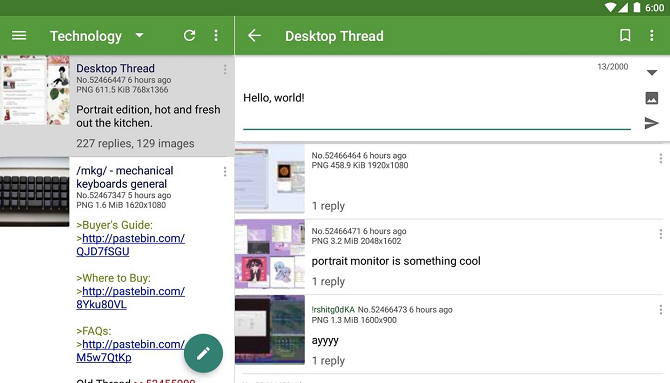 6:00
Technology
Desktop Thread
No.52466447 6 hours ago
PNG 611.5 KiB 768x1366
Portrait edition, hot and fresh
out the kitchen.
227 replies, 129 images
/mkg/ - mechanical
keyboards general
No.52467347 5 hours ago
PNG 1.6 MiB 1620x1080
>Buyer's Guide:
>http://pastebin.com/
QJD7fSGU
>Where to Buy:
>http://pastebin.com/
8Yku80VL
>FAQs:
>http://pastebin.com/
M5w7QtKp
Desktop Thread
13/2000
Hello, world!
No.52466464 6 hours ago
PNG 458.9 KiB 1920x1080
1 reply
No.52466471 6 hours ago
PNG 3.2 MiB 2048x1602
portrait monitor is something cool
1 reply
!rshitg0dKA No.52466473 6 hours ago
PNG 1.3 MiB 1600x900
ayyyy
1 reply